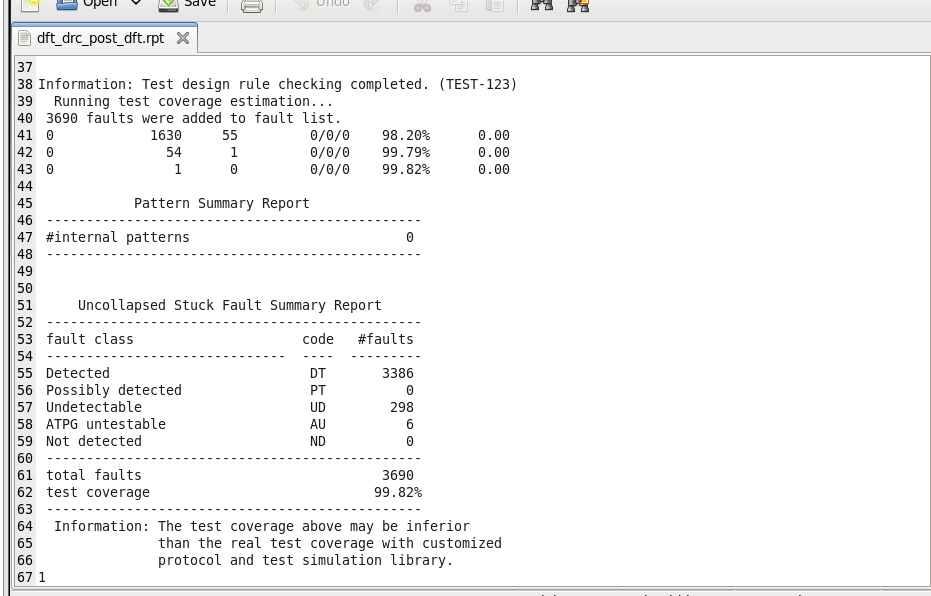 Open Save Undo
dft_drc_post_dft.rpt
37
38 Information: Test design rule checking completed. (TEST-123)
39 Running test coverage estimation...
40 3690 faults were added to fault list.
41 0 1630 55 0/0/0 98.20% 0.00
42 0 54 1 0/0/0 99.79% 0.00
43 0 1 0 0/0/0 99.82% 0.00
44
45 Pattern Summary Report
46 -----------------------------------------------
47 #internal patterns 0
48 -----------------------------------------------
49
50
51 Uncollapsed Stuck Fault Summary Report
52 -----------------------------------------------
53 fault class code #faults
54 ------------------------------ ---- ---------
55 Detected DT 3386
56 Possibly detected PT 0
57 Undetectable UD 298
58 ATPG untestable AU 6
59 Not detected ND 0
60 -----------------------------------------------
61 total faults 3690
62 test coverage 99.82%
63 -----------------------------------------------
64 Information: The test coverage above may be inferior
65 than the real test coverage with customized
66 protocol and test simulation library.
67 1